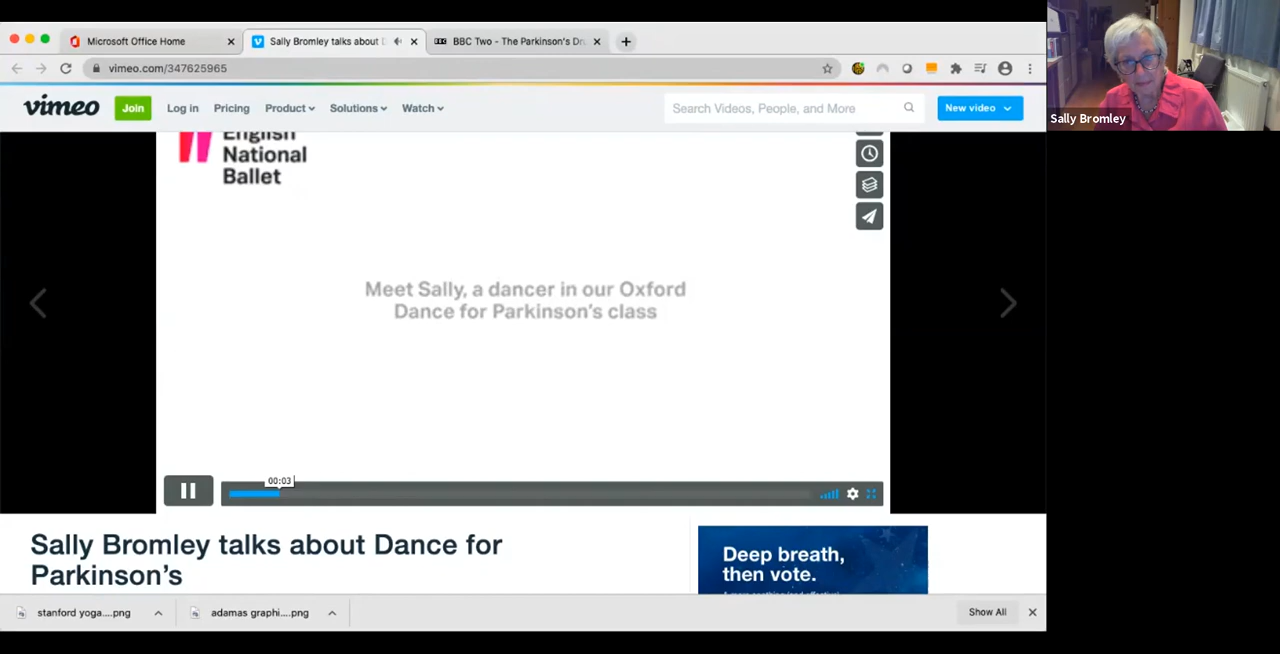 Microsoft Office Home
Sally Bromley talks about D
BBC Two - The Parkinson's Dr
vimeo.com/347625965
vimeo
Join
Log in
Pricing
Product
Solutions
Watch
Search Videos, People, and More
New video
Sally Bromley
English
National
Ballet
Meet Sally, a dancer in our Oxford
Dance for Parkinson's class
00:03
Sally Bromley talks about Dance for
Parkinson's
Deep breath,
then vote.
stanford yoga....png
adamas graphi....png
Show All